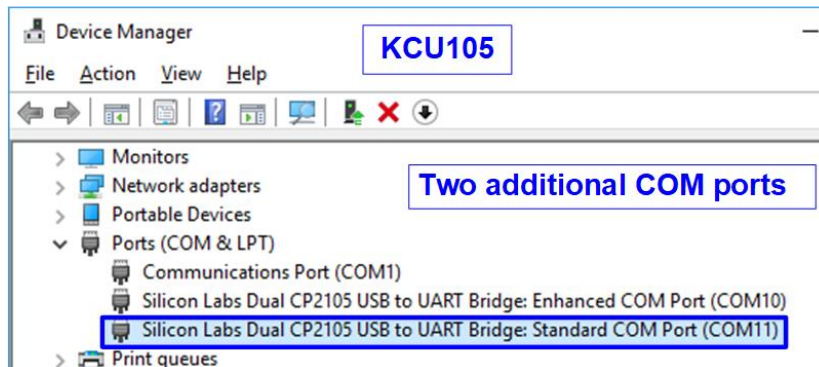 Device Manager
KCU105
File Action View Help
Monitors
Network adapters
Two additional COM ports
Portable Devices
Ports (COM & LPT)
Communications Port (COM1)
Silicon Labs Dual CP2105 USB to UART Bridge: Enhanced COM Port (COM10)
Silicon Labs Dual CP2105 USB to UART Bridge: Standard COM Port (COM11)
Print queues